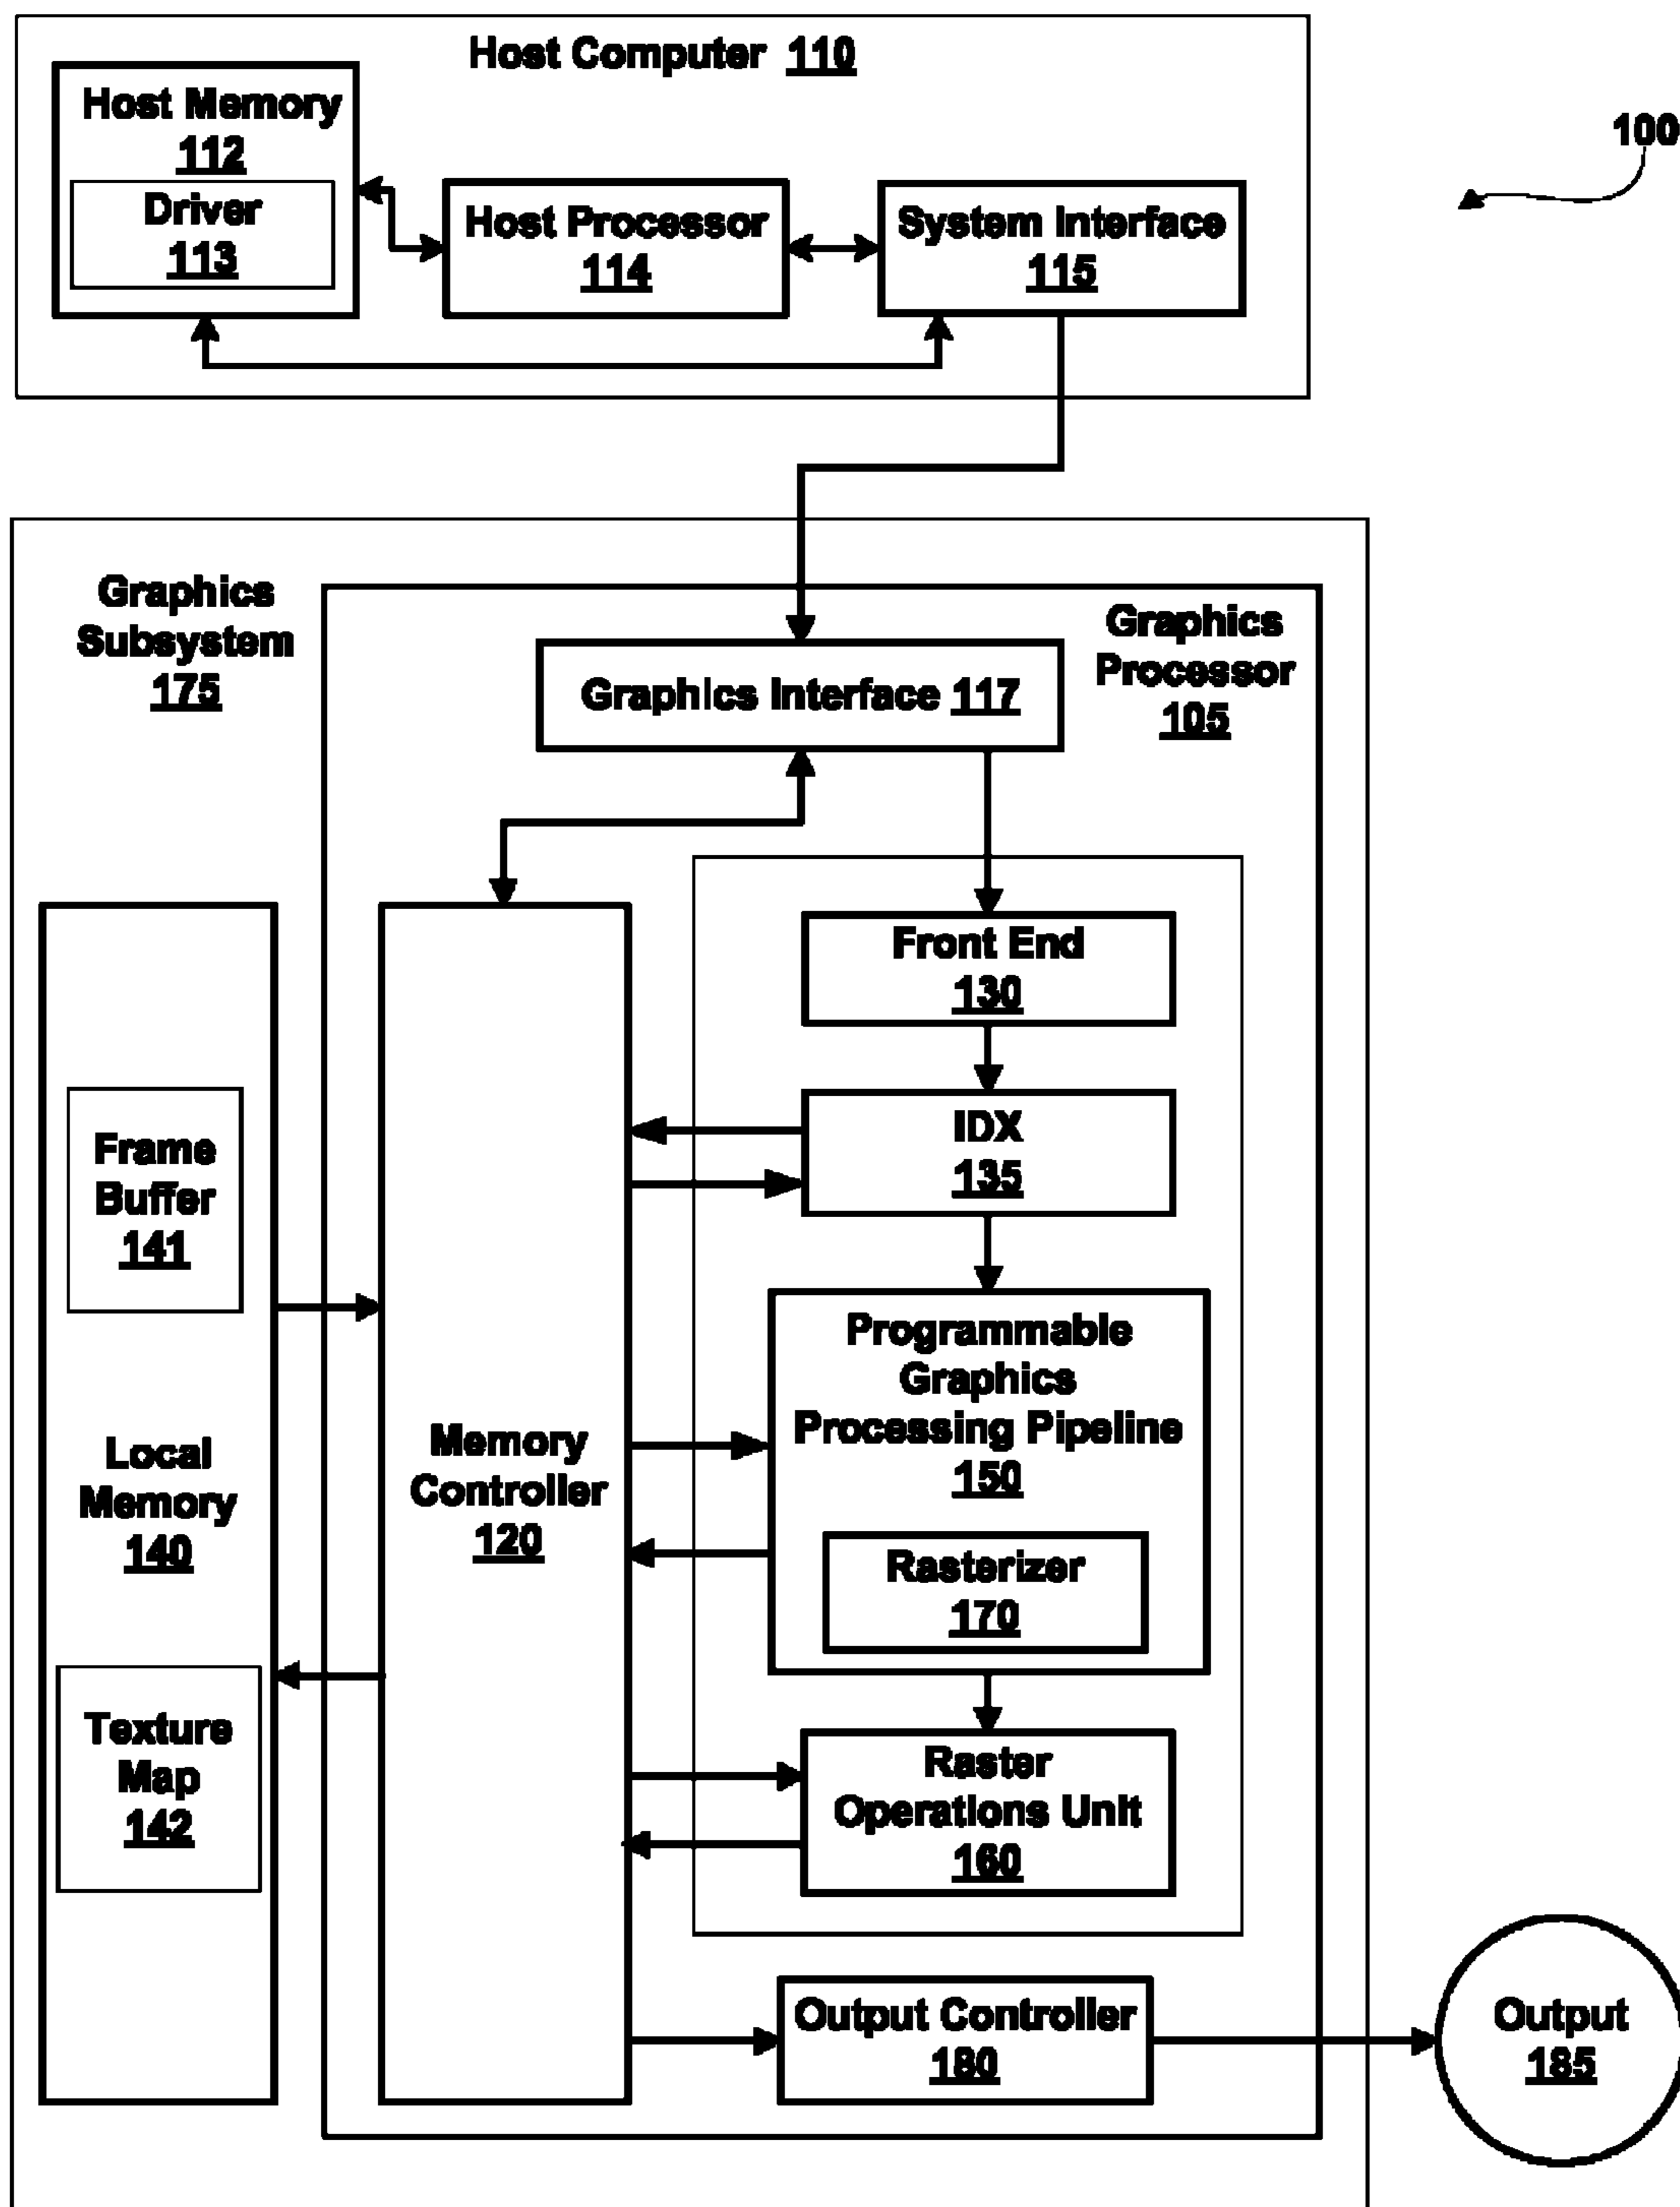 Host Computer 110
Host Memory
112
Driver
113
Host Processor
114
System Interface
115
100
Graphics
Subsystem
175
Graphics
Processor
105
Graphics Interface 117
Front End
130
IDX
135
Frame
Buffer
141
Local
Memory
140
Texture
Map
142
Memory
Controller
120
Programmable
Graphics
Processing Pipeline
150
Rasterizer
170
Raster
Operations Unit
160
Output Controller
180
Output
185